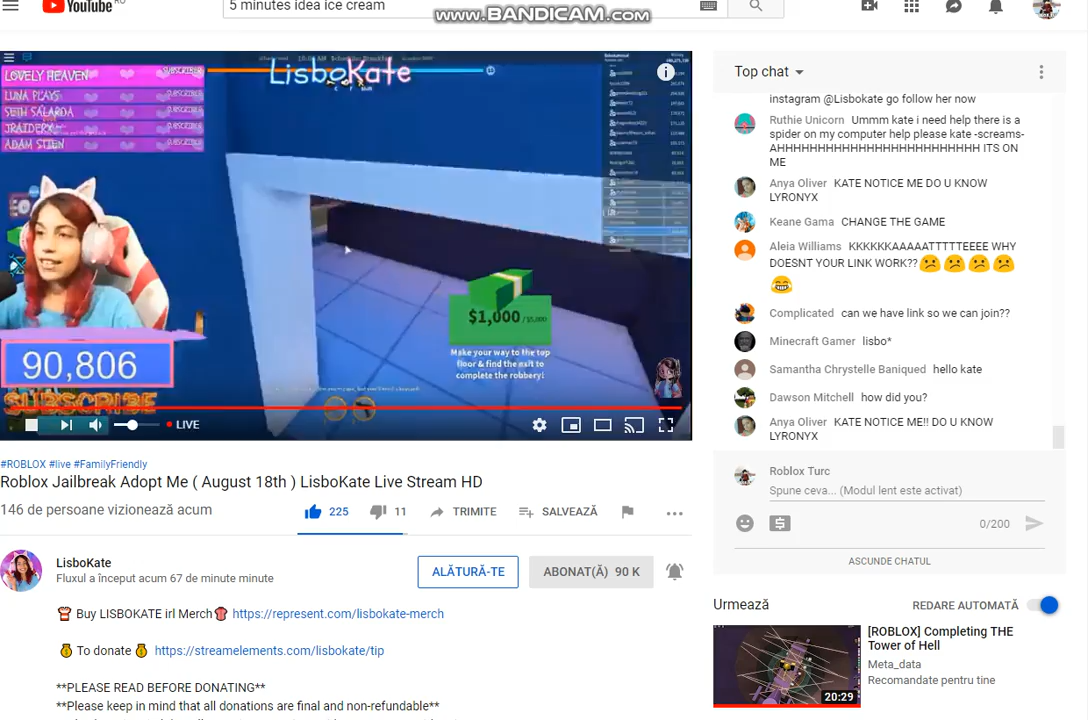 YouTube RO
5 minutes idea ice cream
www.BANDICAM.com
LOVELY HEAVEN SUBSCRIBER
LUNA PLAYS SUBSCRIBER
SETH SALARDA SUBSCRIBER
JRAIDERX SUBSCRIBER
ADAM STIEN SUBSCRIBER
LisboKate
$1,000
Make your way to the top
floor & find the exit to
complete the robbery!
90,806
SUBSCRIBE
LIVE
#ROBLOX #live #FamilyFriendly
Roblox Jailbreak Adopt Me ( August 18th ) LisboKate Live Stream HD
146 de persoane vizionează acum
225
11
TRIMITE
SALVEAZĂ
LisboKate
Fluxul a început acum 67 de minute minute
ALĂTURĂ-TE
ABONAT(Ă) 90 K
Buy LISBOKATE irl Merch https://represent.com/lisbokate-merch
To donate https://streamelements.com/lisbokate/tip
**PLEASE READ BEFORE DONATING**
**Please keep in mind that all donations are final and non-refundable**
Top chat
instagram @Lisbokate go follow her now
Ruthie Unicorn Ummm kate i need help there is a
spider on my computer help please kate -screams-
AHHHHHHHHHHHHHHHHHHHHHHHH ITS ON
ME
Anya Oliver KATE NOTICE ME DO U KNOW
LYRONYX
Keane Gama CHANGE THE GAME
Aleia Williams KKKKKAAAAATTTTTEEEE WHY
DOESNT YOUR LINK WORK??
Complicated can we have link so we can join??
Minecraft Gamer lisbo*
Samantha Chrystelle Baniqued hello kate
Dawson Mitchell how did you?
Anya Oliver KATE NOTICE ME!! DO U KNOW
LYRONYX
Roblox Turc
Spune ceva... (Modul lent este activat)
0/200
ASCUNDE CHATUL
Urmează
REDARE AUTOMATĂ
[ROBLOX] Completing THE
Tower of Hell
Meta_data
Recomandate pentru tine
20:29